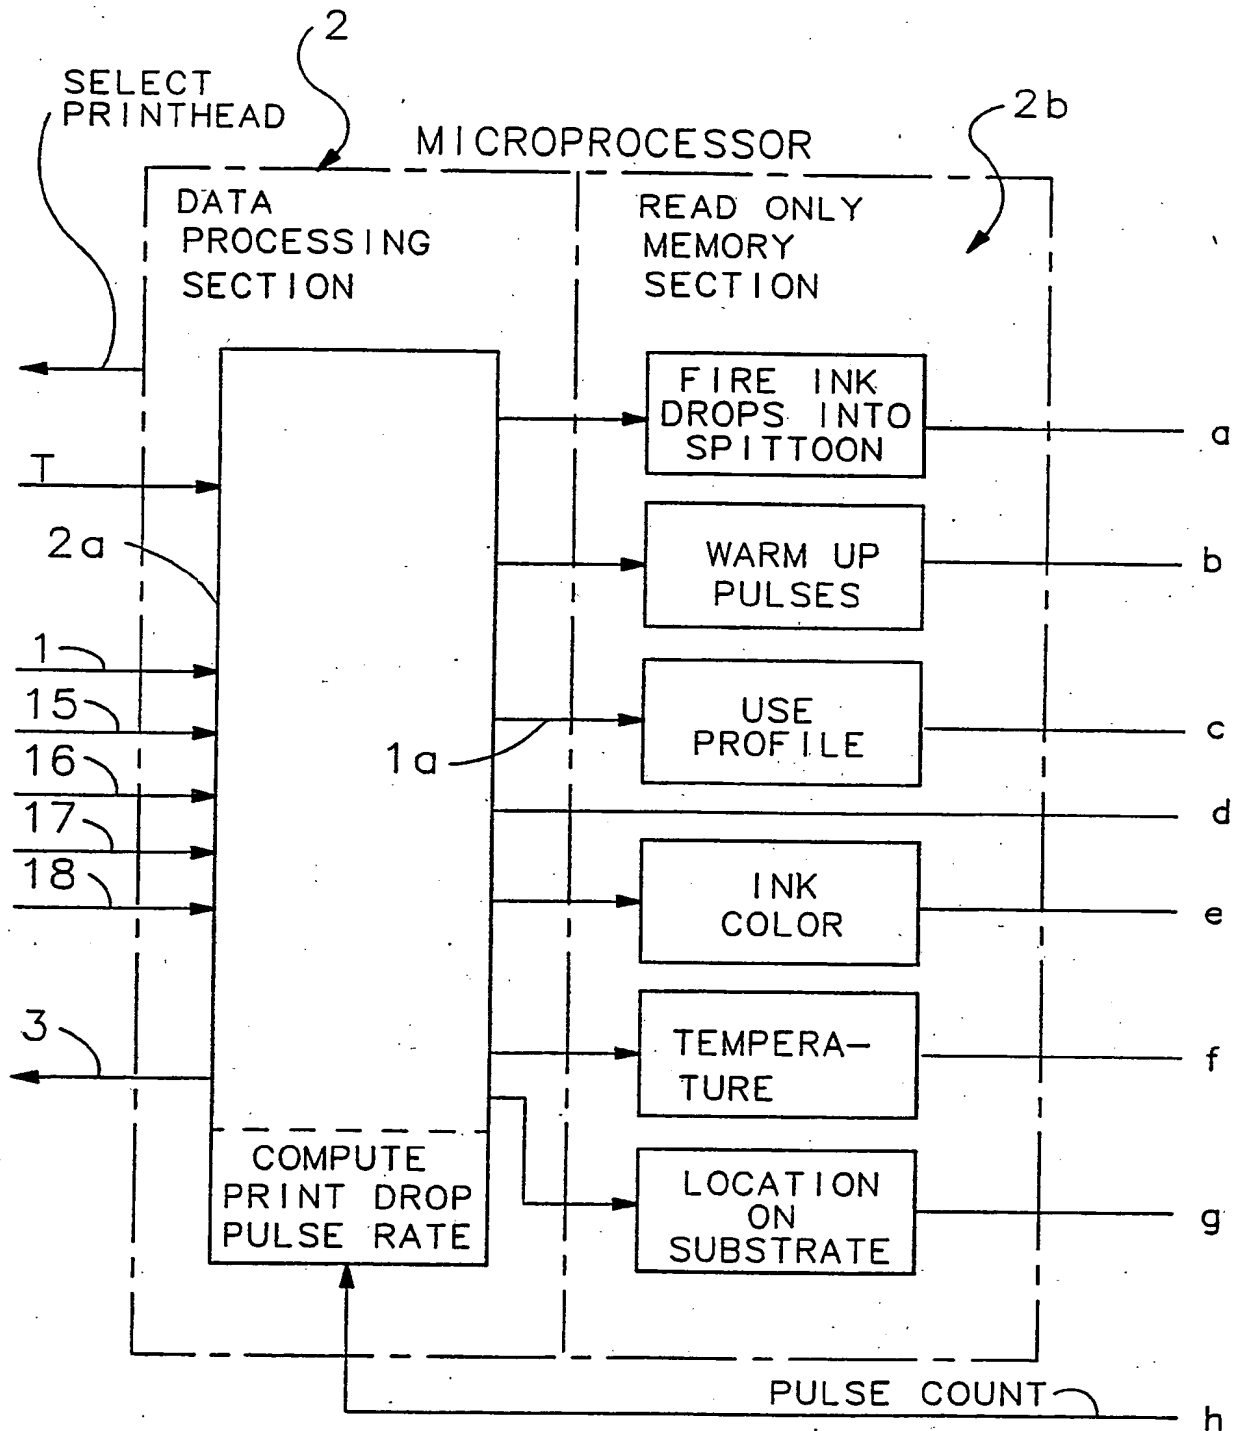 2
SELECT
PRINTHEAD
2b
MICROPROCESSOR
DATA
PROCESSING
SECTION
READ ONLY
MEMORY
SECTION
FIRE INK
DROPS INTO
SPITTOON
a
T
2a
WARM UP
PULSES
b
1
15
16
17
18
1a
USE
PROFILE
c
d
INK
COLOR
e
3
TEMPERA-
TURE
f
COMPUTE
PRINT DROP
PULSE RATE
LOCATION
ON
SUBSTRATE
g
PULSE COUNT
h